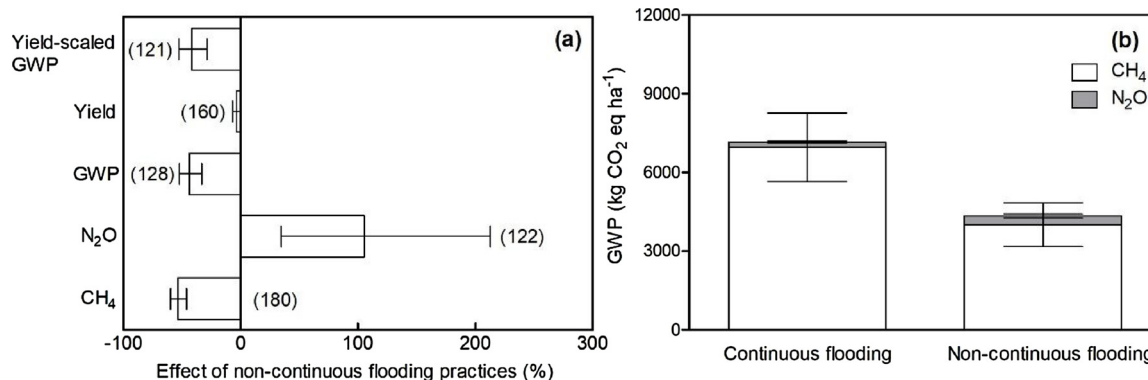 (a)
Yield-scaled
GWP
(121)
Yield
(160)
GWP
(128)
N₂O
(122)
CH₄
(180)
-100 0 100 200 300
Effect of non-continuous flooding practices (%)
(b)
CH₄
N₂O
12000
9000
6000
3000
0
GWP (kg CO₂ eq ha⁻¹)
Continuous flooding Non-continuous flooding